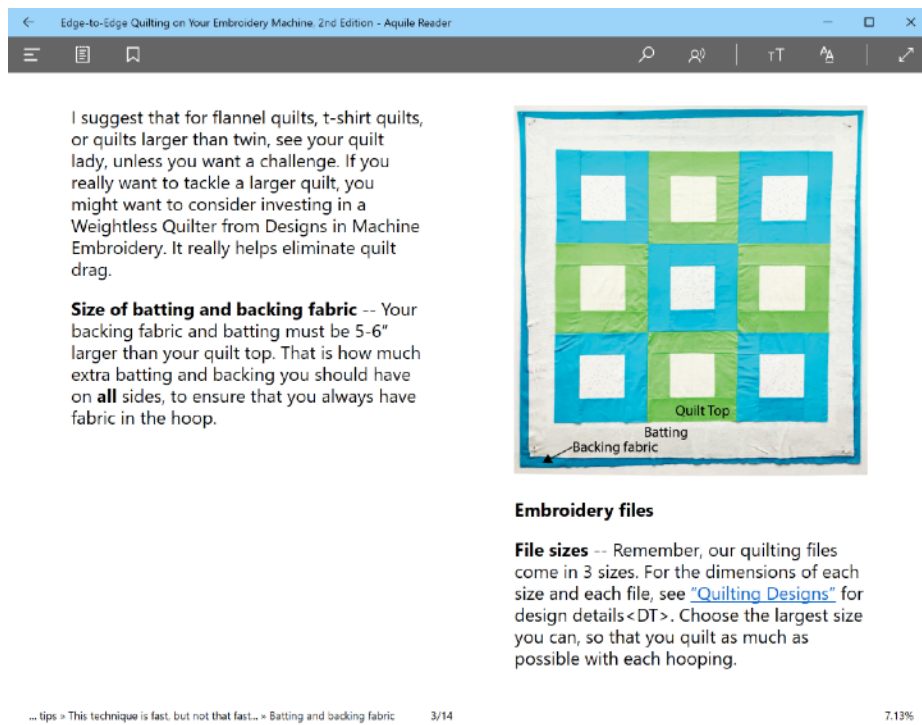 Edge-to-Edge Quilting on Your Embroidery Machine, 2nd Edition - Aquile Reader
I suggest that for flannel quilts, t-shirt quilts,
or quilts larger than twin, see your quilt
lady, unless you want a challenge. If you
really want to tackle a larger quilt, you
might want to consider investing in a
Weightless Quilter from Designs in Machine
Embroidery. It really helps eliminate quilt
drag.
Size of batting and backing fabric -- Your
backing fabric and batting must be 5-6”
larger than your quilt top. That is how much
extra batting and backing you should have
on all sides, to ensure that you always have
fabric in the hoop.
Quilt Top
Batting
Backing fabric
Embroidery files
File sizes -- Remember, our quilting files
come in 3 sizes. For the dimensions of each
size and each file, see “Quilting Designs” for
design details<DT>. Choose the largest size
you can, so that you quilt as much as
possible with each hooping.
... tips » This technique is fast, but not that fast... » Batting and backing fabric 3/14 7.13%